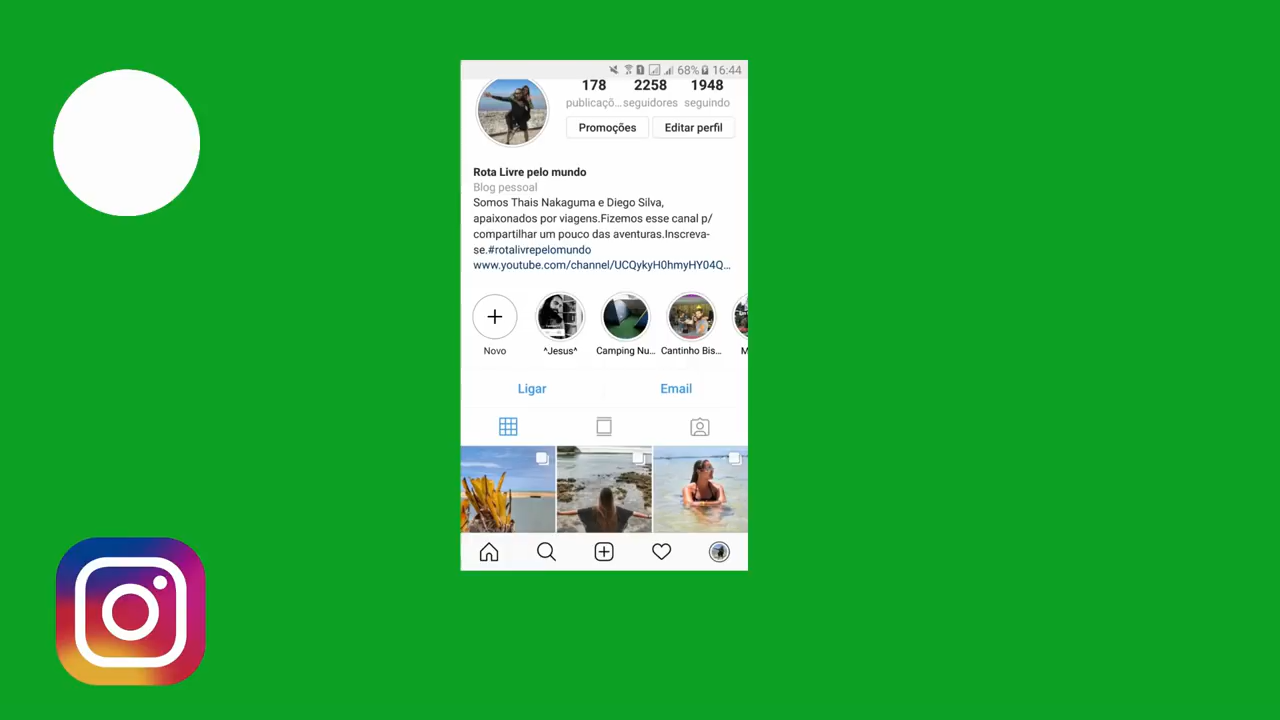 68% 16:44
178 2258 1948
publicaçõ... seguidores seguindo
Promoções Editar perfil
Rota Livre pelo mundo
Blog pessoal
Somos Thais Nakaguma e Diego Silva,
apaixonados por viagens.Fizemos esse canal p/
compartilhar um pouco das aventuras.Inscreva-
se.#rotalivrepelomundo
www.youtube.com/channel/UCQykyH0hmyHY04Q...
Novo ^Jesus^ Camping Nu... Cantinho Bis... M
Ligar Email